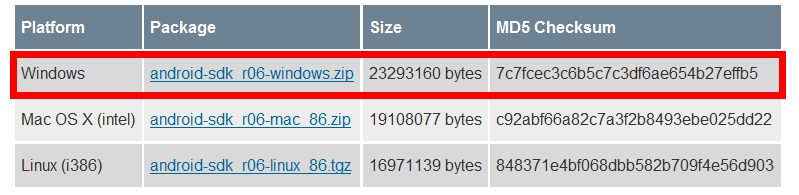 Platform Package Size MD5 Checksum
Windows android-sdk_r06-windows.zip 23293160 bytes 7c7fcec3c6b5c7c3df6ae654b27effb5
Mac OS X (intel) android-sdk_r06-mac_86.zip 19108077 bytes c92abf66a82c7a3f2b8493ebe025dd22
Linux (i386) android-sdk_r06-linux_86.tgz 16971139 bytes 848371e4bf068dbb582b709f4e56d903